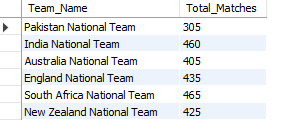 Team_Name Total_Matches
Pakistan National Team 305
India National Team 460
Australia National Team 405
England National Team 435
South Africa National Team 465
New Zealand National Team 425